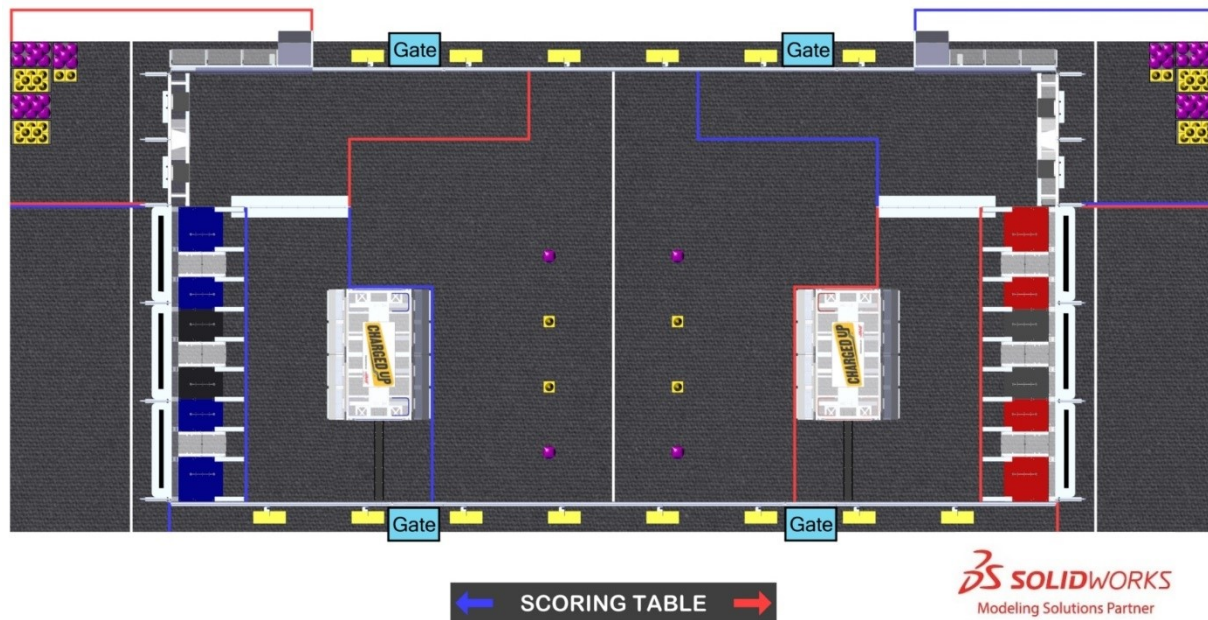 Gate
Gate
CHARGED UP
CHARGED UP
Gate
Gate
SCORING TABLE
SOLIDWORKS
Modeling Solutions Partner